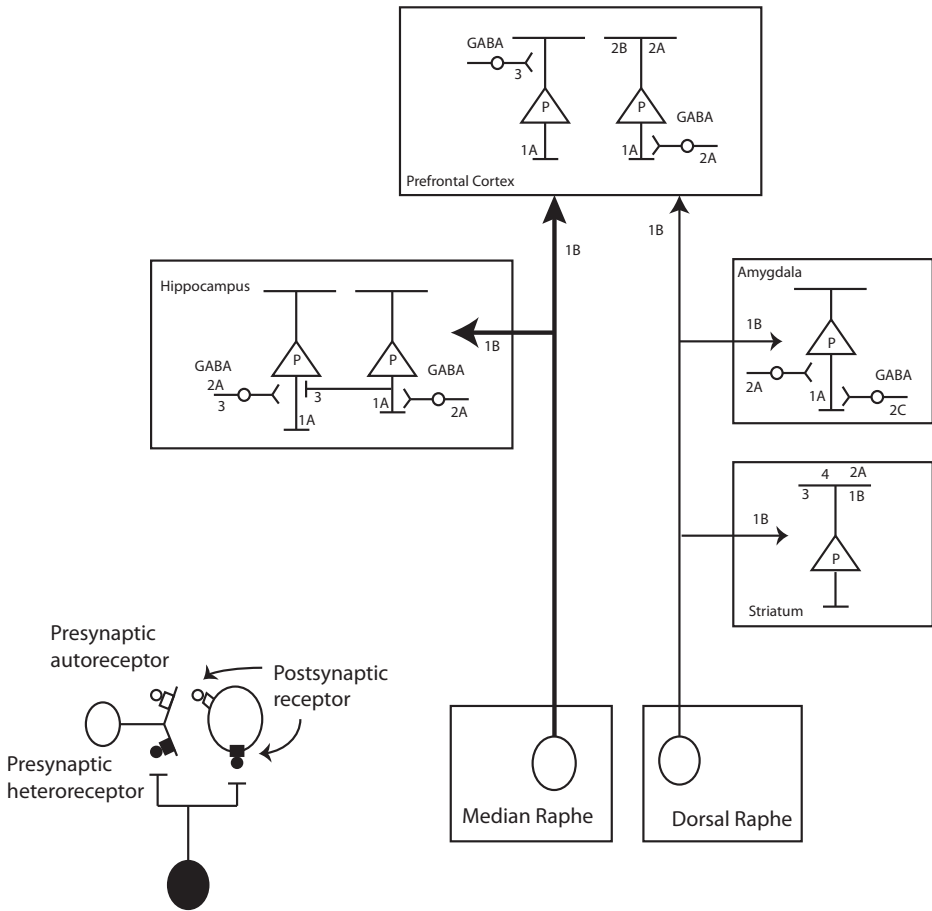 GABA
3
P
1A
2B 2A
P
GABA
1A
2A
Prefrontal Cortex
1B
1B
Hippocampus
P
P
GABA
2A
3
3
1A
1A
GABA
2A
1B
Amygdala
1B
P
2A
1A
GABA
2C
4 2A
3 1B
1B
P
Striatum
Presynaptic
autoreceptor
Postsynaptic
receptor
Presynaptic
heteroreceptor
Median Raphe
Dorsal Raphe